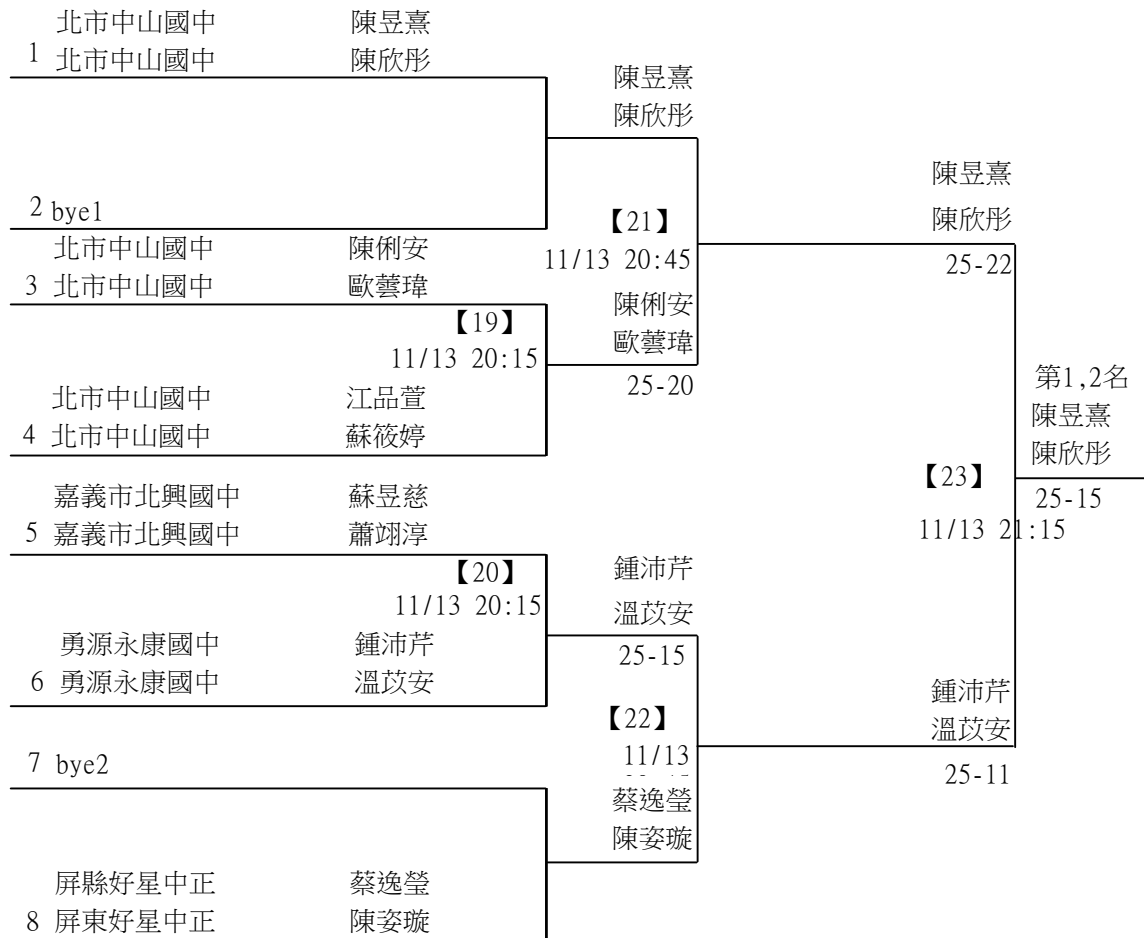 北市中山國中 陳昱熹
1 北市中山國中 陳欣彤
陳昱熹
陳欣彤
陳昱熹
陳欣彤
25-22
2 bye1
【21】
11/13 20:45
北市中山國中 陳俐安
3 北市中山國中 歐蕓瑋
【19】
11/13 20:15
陳俐安
歐蕓瑋
25-20
北市中山國中 江品萱
4 北市中山國中 蘇筱婷
第1,2名
陳昱熹
陳欣彤
25-15
【23】
11/13 21:15
嘉義市北興國中 蘇昱慈
5 嘉義市北興國中 蕭翊淳
【20】
11/13 20:15
鍾沛芹
溫苡安
25-15
勇源永康國中 鍾沛芹
6 勇源永康國中 溫苡安
【22】
11/13
鍾沛芹
溫苡安
25-11
7 bye2
蔡逸瑩
陳姿璇
屏縣好星中正 蔡逸瑩
8 屏東好星中正 陳姿璇